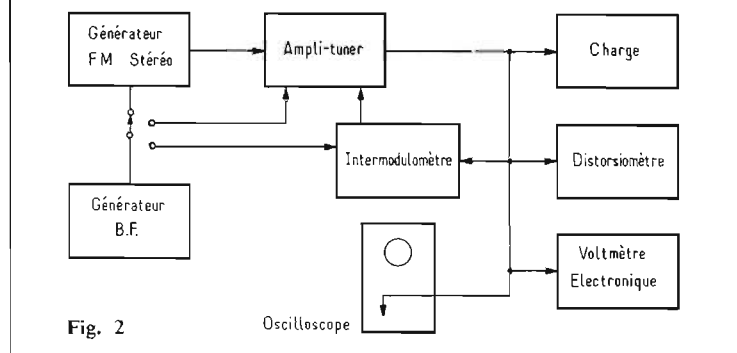 Générateur
FM Stéréo
Ampli-tuner
Charge
Intermodulomètre
Distorsiomètre
Générateur
B.F.
Voltmètre
Electronique
Oscilloscope
Fig. 2